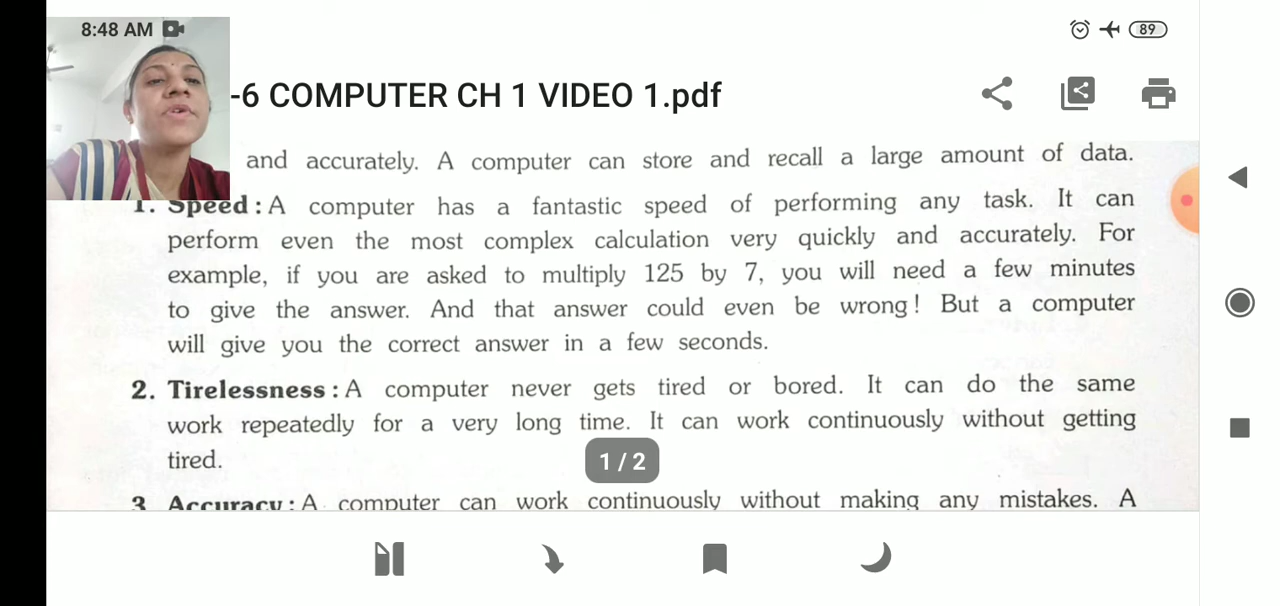 8:48 AM
89
-6 COMPUTER CH 1 VIDEO 1.pdf
and accurately. A computer can store and recall a large amount of data.
1. Speed : A computer has a fantastic speed of performing any task. It can
perform even the most complex calculation very quickly and accurately. For
example, if you are asked to multiply 125 by 7, you will need a few minutes
to give the answer. And that answer could even be wrong! But a computer
will give you the correct answer in a few seconds.
2. Tirelessness : A computer never gets tired or bored. It can do the same
work repeatedly for a very long time. It can work continuously without getting
tired.
1 / 2
3 Accuracy : A computer can work continuously without making any mistakes. A